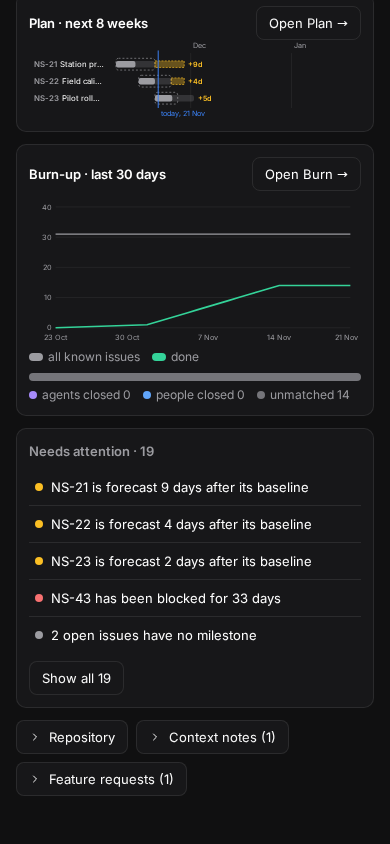 Plan · next 8 weeks
Open Plan →
Dec Jan
NS-21 Station pr... +9d
NS-22 Field cali... +4d
NS-23 Pilot roll... +5d
today, 21 Nov
Burn-up · last 30 days
Open Burn →
40
30
20
10
0
23 Oct 30 Oct 7 Nov 14 Nov 21 Nov
all known issues done
agents closed 0 people closed 0 unmatched 14
Needs attention · 19
NS-21 is forecast 9 days after its baseline
NS-22 is forecast 4 days after its baseline
NS-23 is forecast 2 days after its baseline
NS-43 has been blocked for 33 days
2 open issues have no milestone
Show all 19
Repository
Context notes (1)
Feature requests (1)